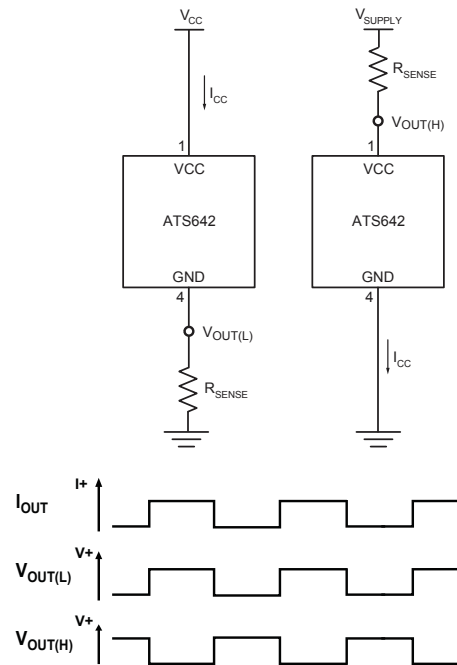 VCC
ICC
1
VCC
ATS642
GND
4
VOUT(L)
RSENSE
VSUPPLY
RSENSE
VOUT(H)
1
VCC
ATS642
GND
4
ICC
I+
IOUT
V+
VOUT(L)
V+
VOUT(H)